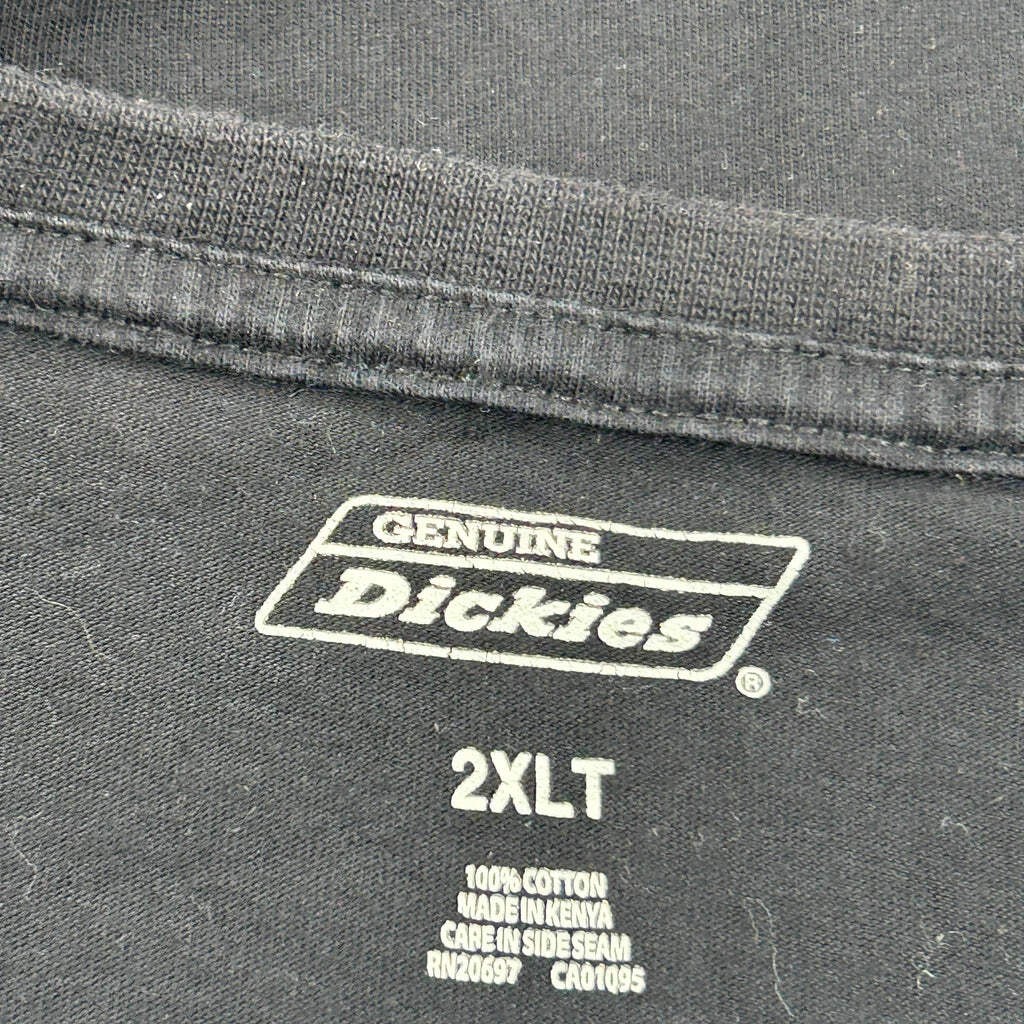 GENUINE
Dickies
®
2XLT
100% COTTON
MADE IN KENYA
CARE IN SIDE SEAM
RN20697 CA01095